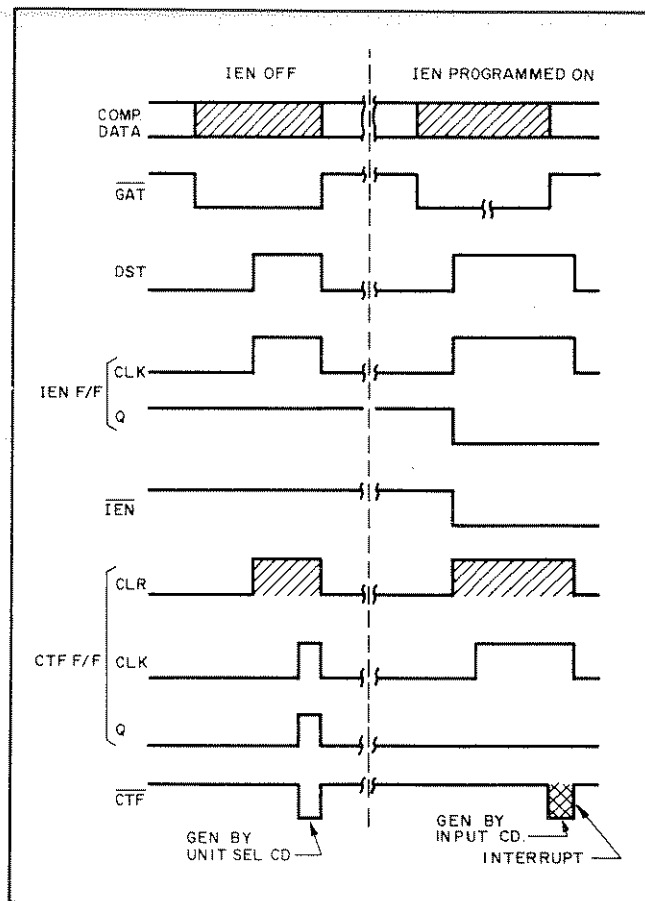 IEN OFF
IEN PROGRAMMED ON
COMP.
DATA
GAT
DST
IEN F/F
CLK
Q
IEN
CTF F/F
CLR
CLK
Q
CTF
GEN BY
UNIT SEL CD
GEN BY
INPUT CD.
INTERRUPT